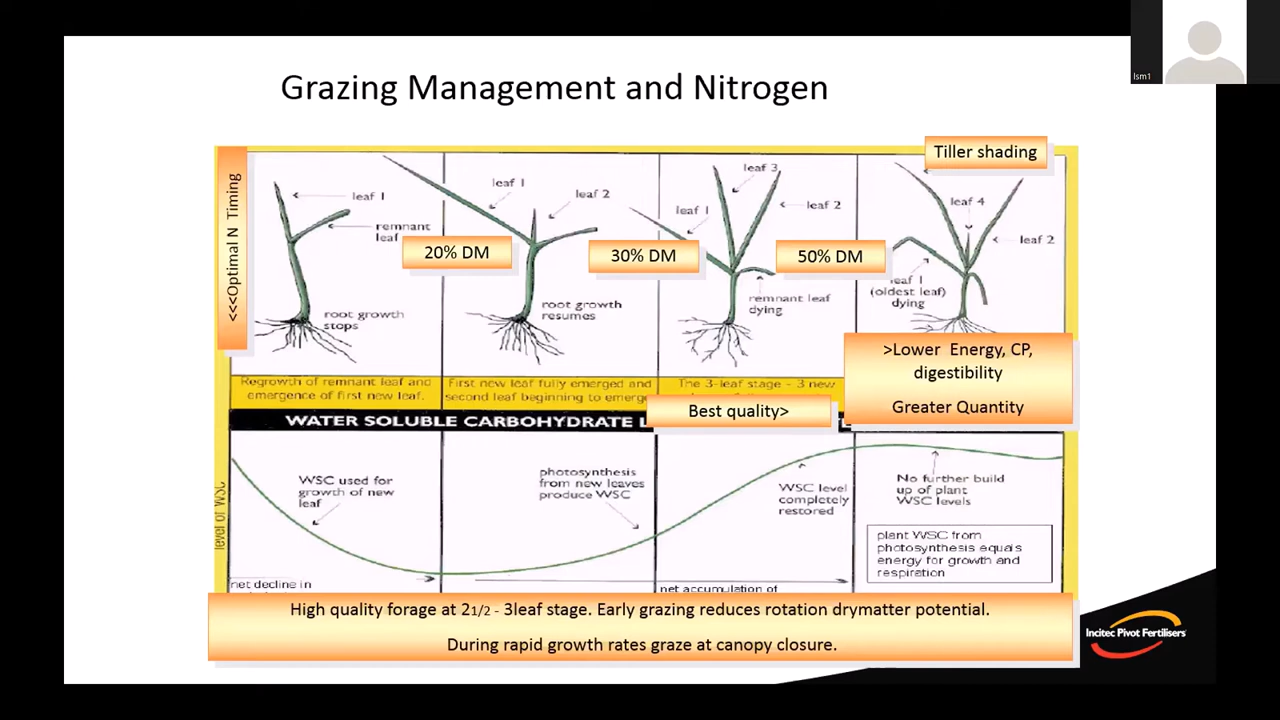 lsm1
Grazing Management and Nitrogen
Tiller shading
<<<Optimal N Timing
leaf 1
remnant
leaf
root growth
stops
20% DM
leaf 1
leaf 2
root growth
resumes
30% DM
leaf 3
leaf 1
leaf 2
remnant leaf
dying
50% DM
leaf 4
leaf 2
leaf 1
(oldest leaf)
dying
>Lower Energy, CP,
digestibility
Greater Quantity
Regrowth of remnant leaf and
emergence of first new leaf.
First new leaf fully emerged and
second leaf beginning to emerge
The 3-leaf stage - 3 new
Best quality>
WATER SOLUBLE CARBOHYDRATE
level of WSC
WSC used for
growth of new
leaf
photosynthesis
from new leaves
produce WSC
WSC level
completely
restored
No further build
up of plant
WSC levels
plant WSC from
photosynthesis equals
energy for growth and
respiration
net decline in
net accumulation of
High quality forage at 21/2 - 3leaf stage. Early grazing reduces rotation drymatter potential.
During rapid growth rates graze at canopy closure.
Incitec Pivot Fertilisers